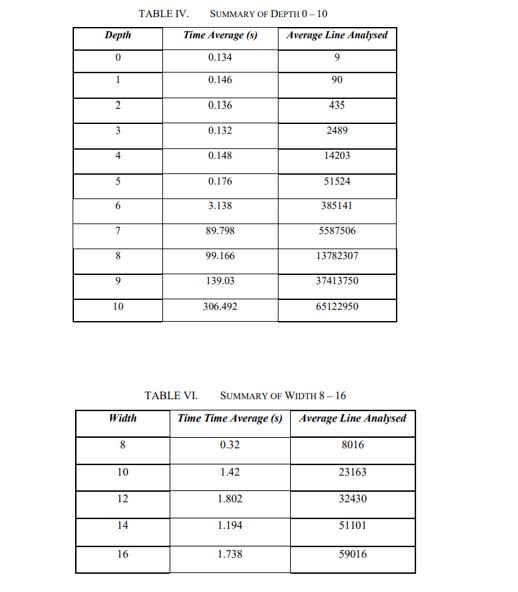 TABLE IV. SUMMARY OF DEPTH 0 – 10
Depth Time Average (s) Average Line Analysed
0 0.134 9
1 0.146 90
2 0.136 435
3 0.132 2489
4 0.148 14203
5 0.176 51524
6 3.138 385141
7 89.798 5587506
8 99.166 13782307
9 139.03 37413750
10 306.492 65122950
TABLE VI. SUMMARY OF WIDTH 8 – 16
Width Time Time Average (s) Average Line Analysed
8 0.32 8016
10 1.42 23163
12 1.802 32430
14 1.194 51101
16 1.738 59016